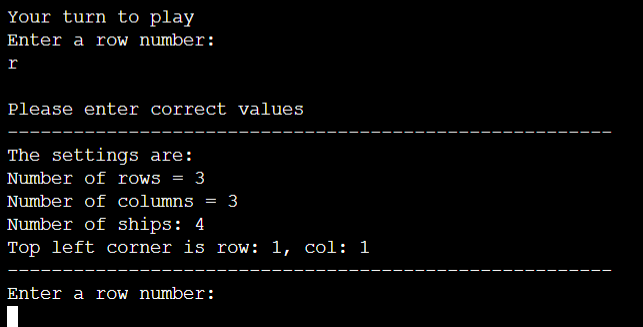 Your turn to play
Enter a row number:
r
Please enter correct values
-------------------------------------------------------
The settings are:
Number of rows = 3
Number of columns = 3
Number of ships: 4
Top left corner is row: 1, col: 1
-------------------------------------------------------
Enter a row number: